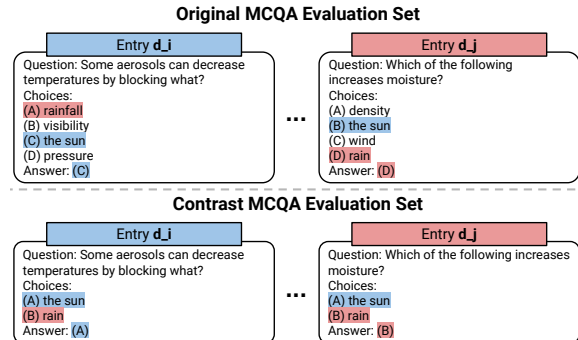 Original MCQA Evaluation Set
Entry d_i
Question: Some aerosols can decrease
temperatures by blocking what?
Choices:
(A) rainfall
(B) visibility
(C) the sun
(D) pressure
Answer: (C)
...
Entry d_j
Question: Which of the following
increases moisture?
Choices:
(A) density
(B) the sun
(C) wind
(D) rain
Answer: (D)
Contrast MCQA Evaluation Set
Entry d_i
Question: Some aerosols can decrease
temperatures by blocking what?
Choices:
(A) the sun
(B) rain
Answer: (A)
...
Entry d_j
Question: Which of the following increases
moisture?
Choices:
(A) the sun
(B) rain
Answer: (B)